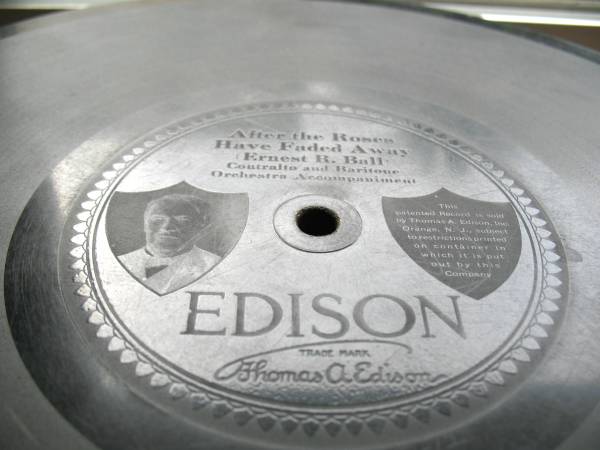 After the Roses
Have Faded Away
(Ernest R. Ball)
Contralto and Baritone
Orchestra Accompaniment
This
patented Record is sold
by Thomas A. Edison, Inc.
Orange, N. J., subject
to restrictions printed
on container in
which it is put
out by this
Company
EDISON
TRADE MARK
Thomas A Edison